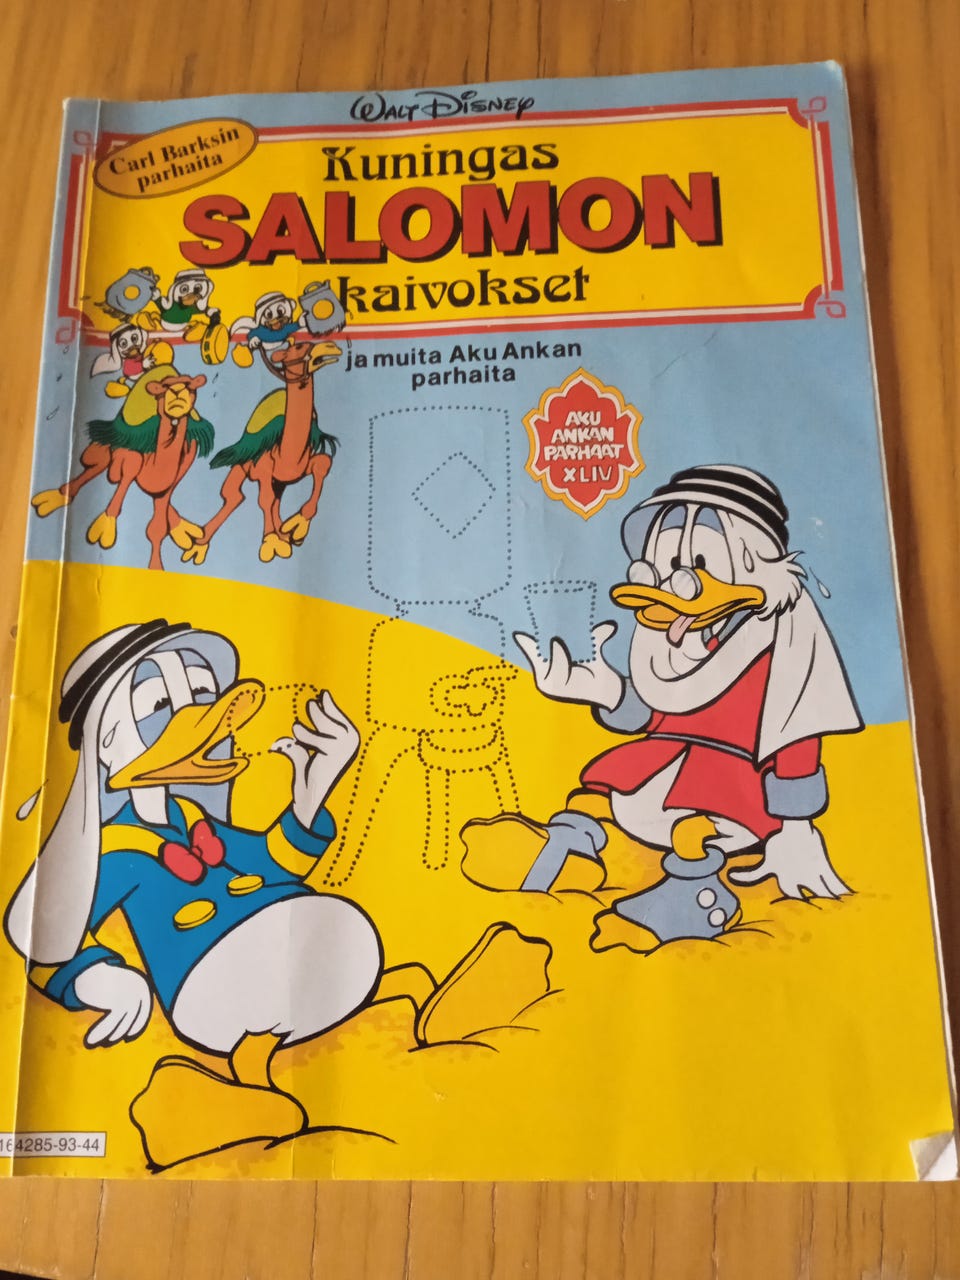 WALT DISNEY
Carl Barksin
parhaita
Kuningas
SALOMON
kaivokset
ja muita Aku Ankan
parhaita
AKU
ANKAN
PARHAAT
XLIV
164285-93-44